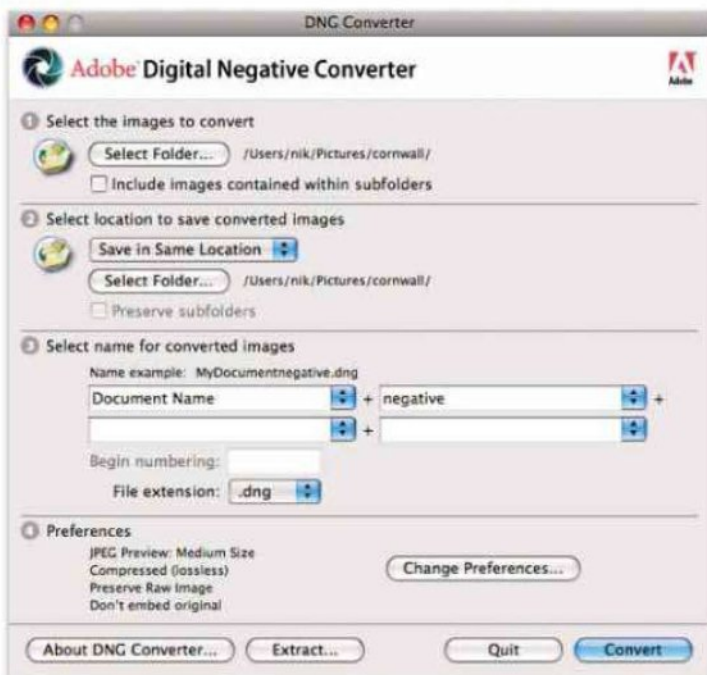 DNG Converter
Adobe Digital Negative Converter
Adobe
1 Select the images to convert
Select Folder... /Users/nik/Pictures/cornwall/
Include images contained within subfolders
2 Select location to save converted images
Save in Same Location
Select Folder... /Users/nik/Pictures/cornwall/
Preserve subfolders
3 Select name for converted images
Name example: MyDocumentnegative.dng
Document Name + negative +
+
Begin numbering:
File extension: .dng
4 Preferences
JPEG Preview: Medium Size
Compressed (lossless)
Preserve Raw Image
Don't embed original
Change Preferences...
About DNG Converter... Extract... Quit Convert